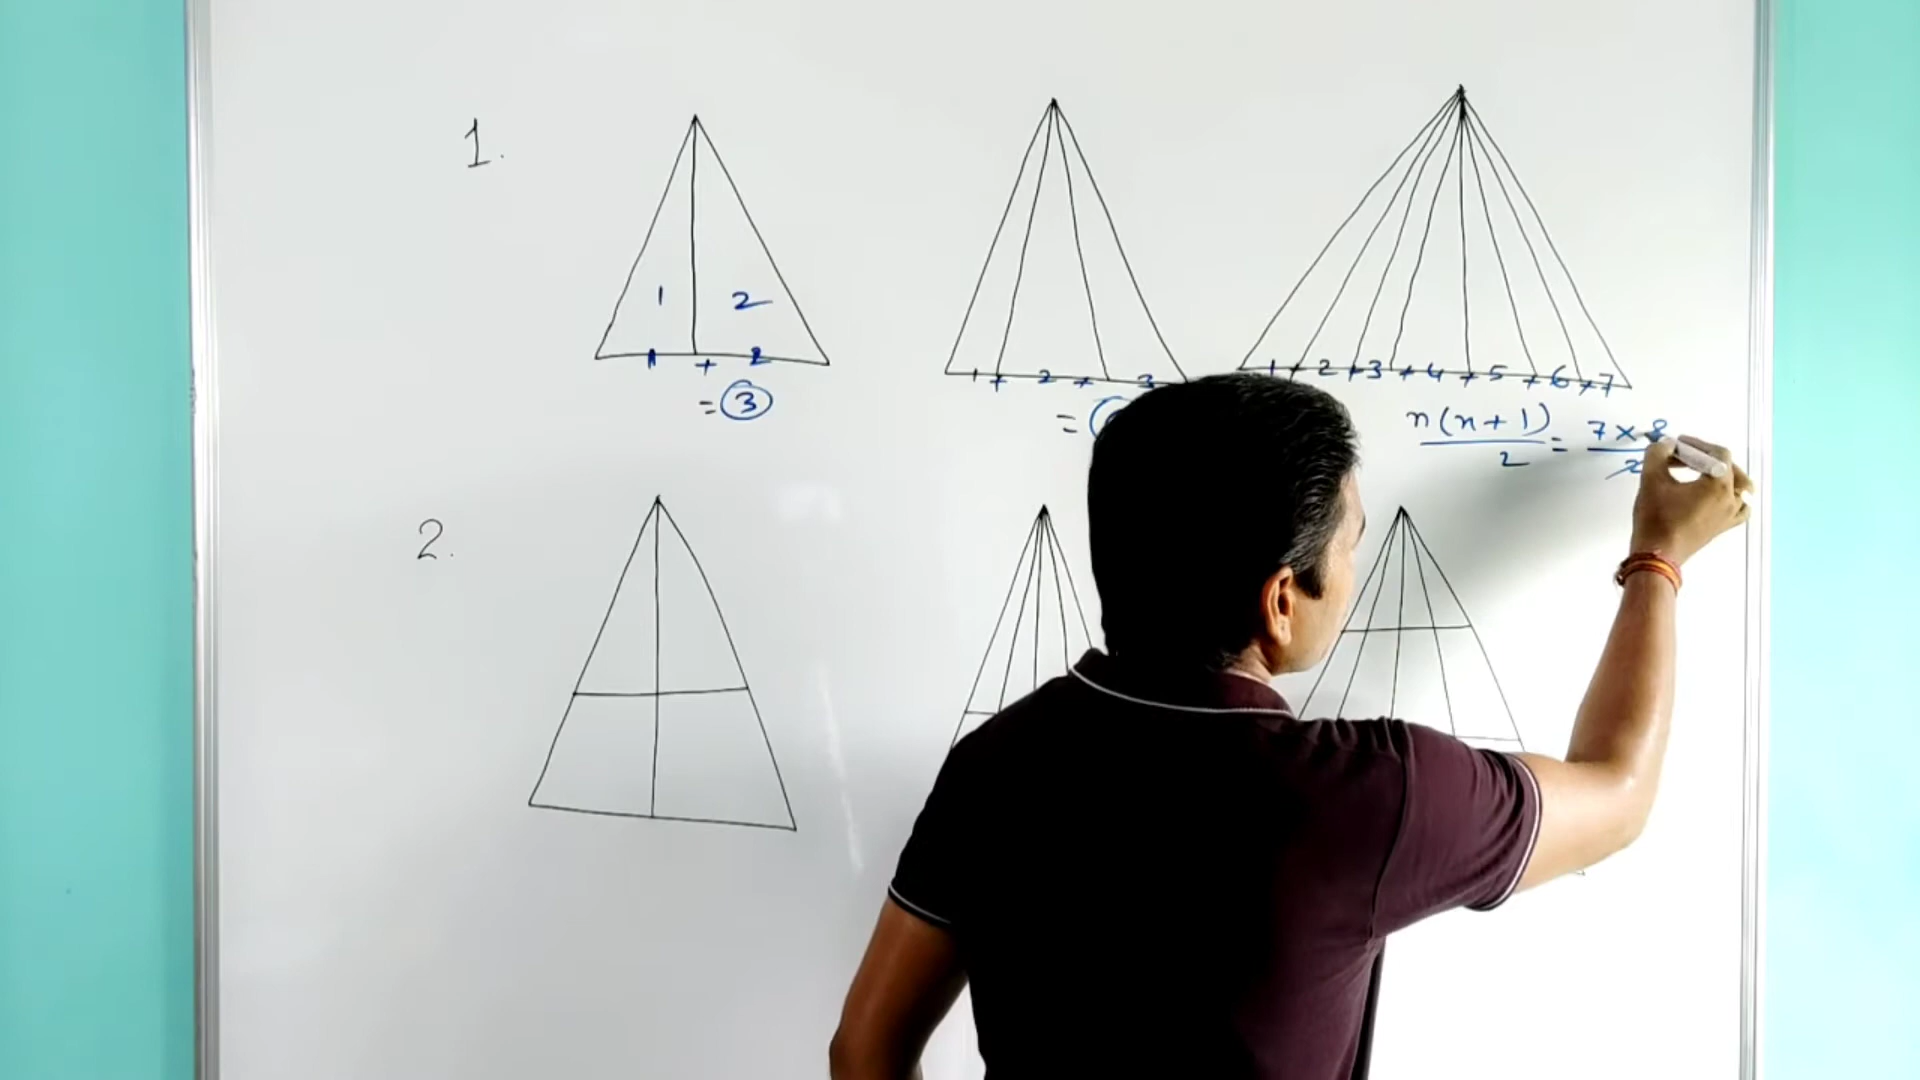 1.
1 2
1 + 2
= 3
1 + 2 + 3
=
1 + 2 + 3 + 4 + 5 + 6 + 7
n(n+1)/2 = 7×8/2
2.